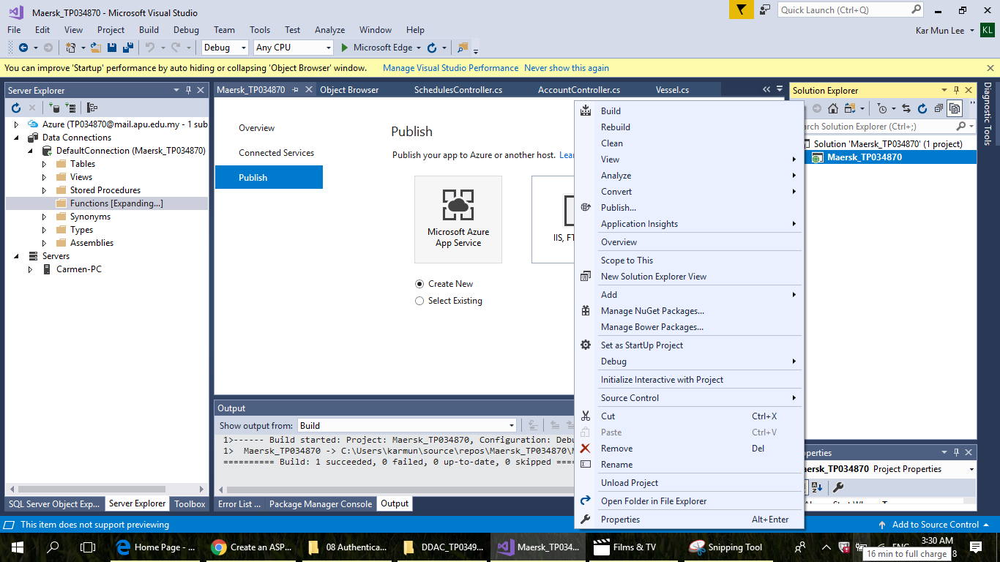 Maersk_TP034870 - Microsoft Visual Studio
Quick Launch (Ctrl+Q)
File Edit View Project Build Debug Team Tools Test Analyze Window Help
Kar Mun Lee KL
Debug Any CPU Microsoft Edge
You can improve 'Startup' performance by auto hiding or collapsing 'Object Browser' window. Manage Visual Studio Performance Never show this again
Server Explorer
Azure (TP034870@mail.apu.edu.my - 1 sub
Data Connections
DefaultConnection (Maersk_TP034870)
Tables
Views
Stored Procedures
Functions [Expanding...]
Synonyms
Types
Assemblies
Servers
Carmen-PC
SQL Server Object Exp... Server Explorer Toolbox
Maersk_TP034870 Object Browser SchedulesController.cs AccountController.cs Vessel.cs
Overview
Connected Services
Publish
Publish
Publish your app to Azure or another host. Lear
Microsoft Azure
App Service
IIS, FT
Create New
Select Existing
Output
Show output from: Build
1>------ Build started: Project: Maersk_TP034870, Configuration: Debu
1> Maersk_TP034870 -> C:\Users\karmun\source\repos\Maersk_TP034870\M
========== Build: 1 succeeded, 0 failed, 0 up-to-date, 0 skipped ====
Error List ... Package Manager Console Output
Build
Rebuild
Clean
View
Analyze
Convert
Publish...
Application Insights
Overview
Scope to This
New Solution Explorer View
Add
Manage NuGet Packages...
Manage Bower Packages...
Set as StartUp Project
Debug
Initialize Interactive with Project
Source Control
Cut Ctrl+X
Paste Ctrl+V
Remove Del
Rename
Unload Project
Open Folder in File Explorer
Properties Alt+Enter
Solution Explorer
arch Solution Explorer (Ctrl+;)
Solution 'Maersk_TP034870' (1 project)
Maersk_TP034870
Diagnostic Tools
operties
aersk_TP034870 Project Properties
This item does not support previewing
Add to Source Control
Home Page - ... Create an ASP... 08 Authentica... DDAC_TP0349... Maersk_TP034... Films & TV Snipping Tool
ENG
3:30 AM
16 min to full charge 8